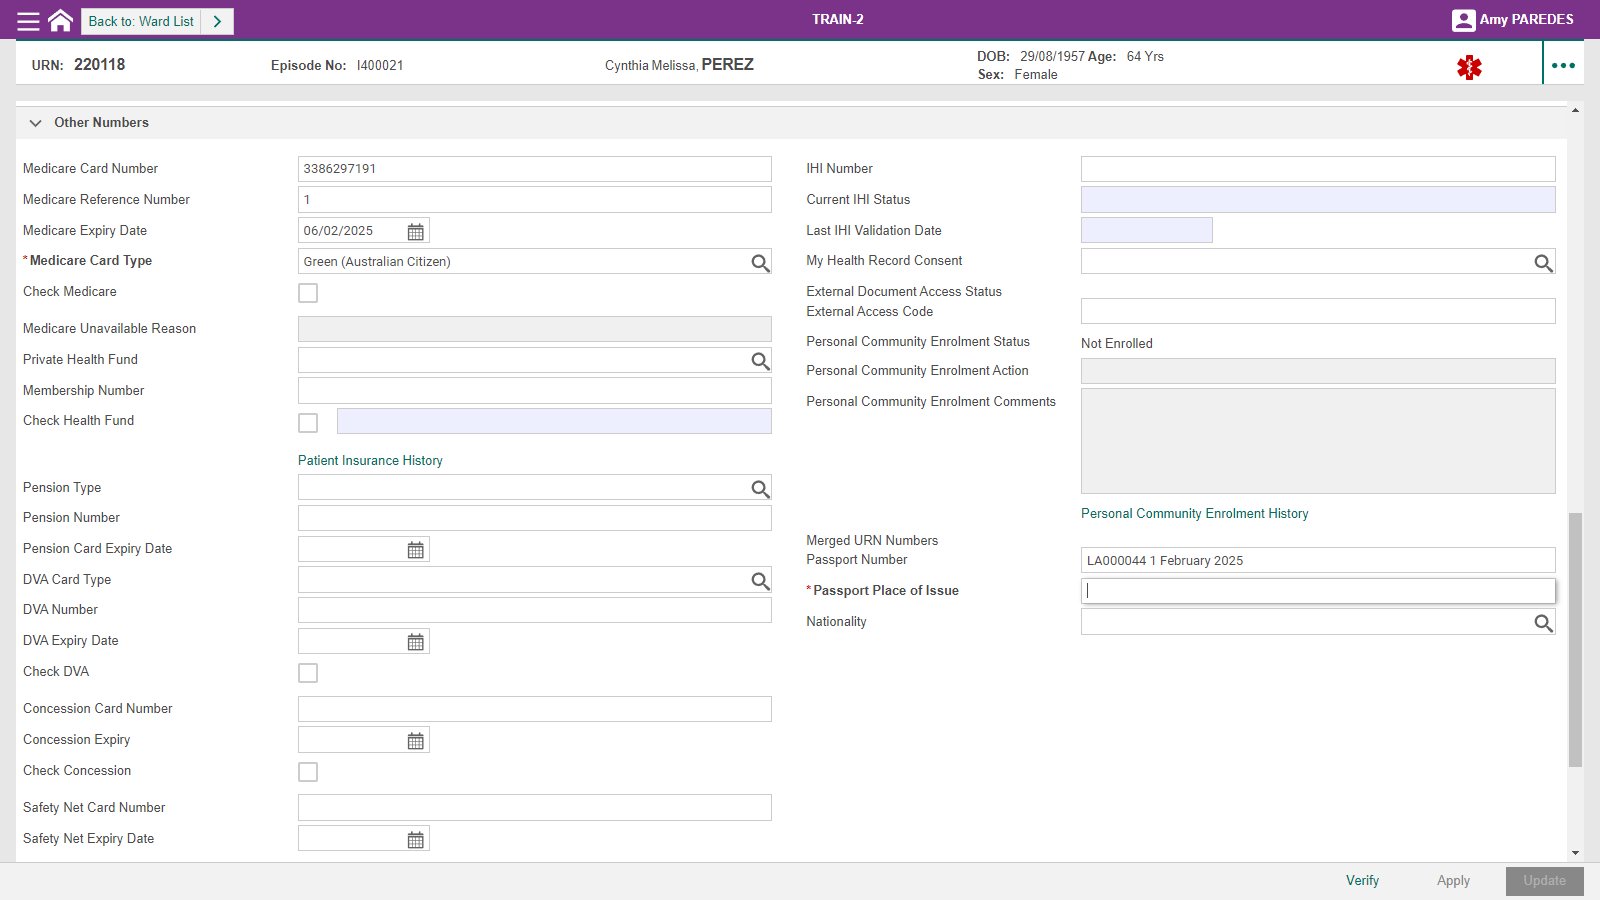 Back to: Ward List
TRAIN-2
Amy PAREDES
URN: 220118
Episode No: I400021
Cynthia Melissa, PEREZ
DOB: 29/08/1957 Age: 64 Yrs
Sex: Female
Other Numbers
Medicare Card Number 3386297191
Medicare Reference Number 1
Medicare Expiry Date 06/02/2025
*Medicare Card Type Green (Australian Citizen)
Check Medicare
Medicare Unavailable Reason
Private Health Fund
Membership Number
Check Health Fund
Patient Insurance History
Pension Type
Pension Number
Pension Card Expiry Date
DVA Card Type
DVA Number
DVA Expiry Date
Check DVA
Concession Card Number
Concession Expiry
Check Concession
Safety Net Card Number
Safety Net Expiry Date
IHI Number
Current IHI Status
Last IHI Validation Date
My Health Record Consent
External Document Access Status
External Access Code
Personal Community Enrolment Status Not Enrolled
Personal Community Enrolment Action
Personal Community Enrolment Comments
Personal Community Enrolment History
Merged URN Numbers
Passport Number LA000044 1 February 2025
*Passport Place of Issue
Nationality
Verify
Apply
Update